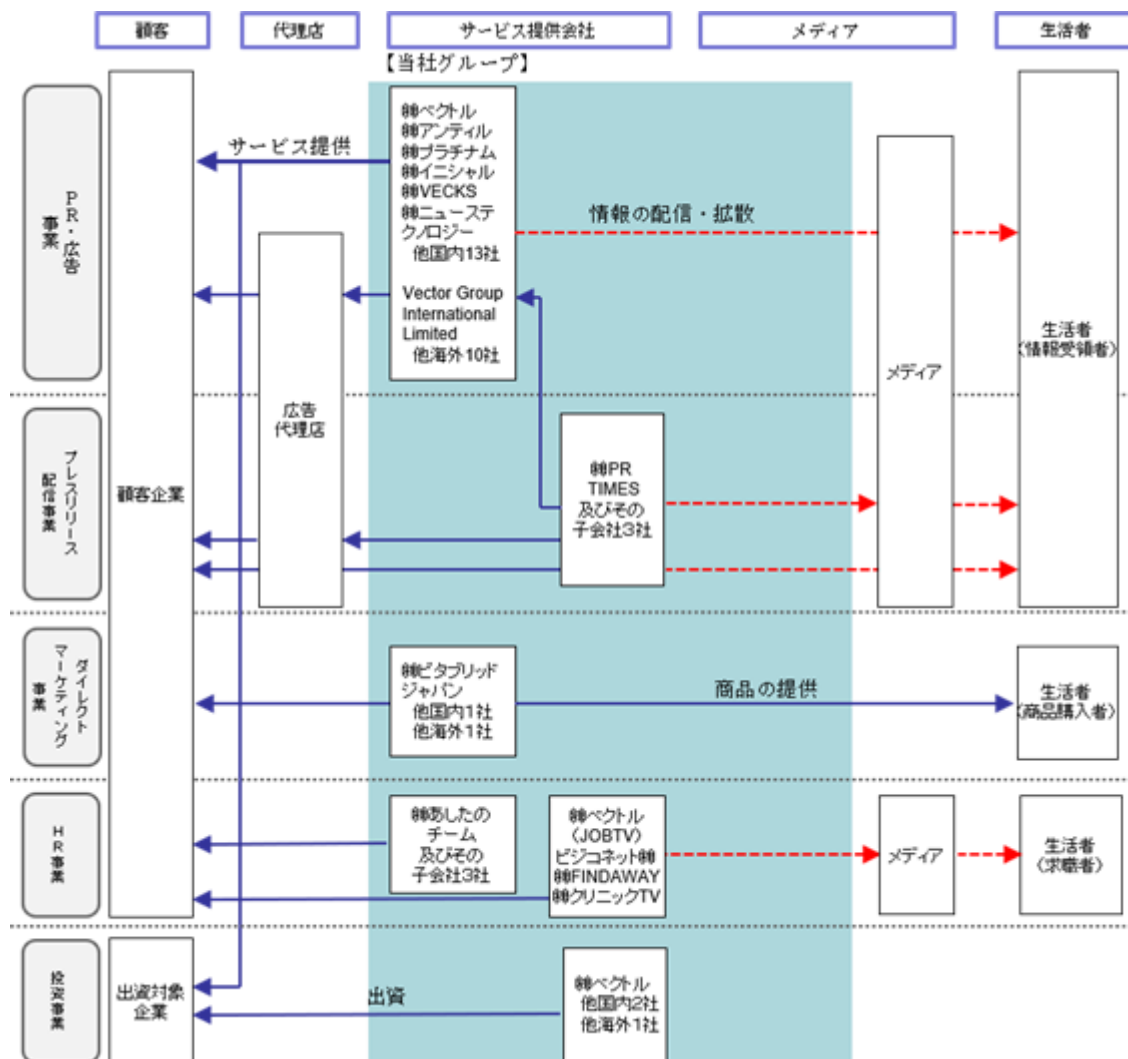 顧客
代理店
サービス提供会社
メディア
生活者
【当社グループ】
PR・広告
事業
㈱ベクトル
㈱アンティル
㈱プラチナム
㈱イニシャル
㈱VECKS
㈱ニューステ
クノロジー
他国内13社
Vector Group
International
Limited
他海外10社
サービス提供
情報の配信・拡散
生活者
(情報受領者)
メディア
広告
代理店
プレスリリース
配信事業
顧客企業
㈱PR
TIMES
及びその
子会社3社
ダイレクト
マーケティング
事業
㈱ビタブリッド
ジャパン
他国内1社
他海外1社
商品の提供
生活者
(商品購入者)
HR事業
㈱あしたの
チーム
及びその
子会社3社
㈱ベクトル
(JOBTV)
ビジコネット㈱
㈱FINDAWAY
㈱クリニックTV
メディア
生活者
(求職者)
投資事業
出資対象
企業
出資
㈱ベクトル
他国内2社
他海外1社